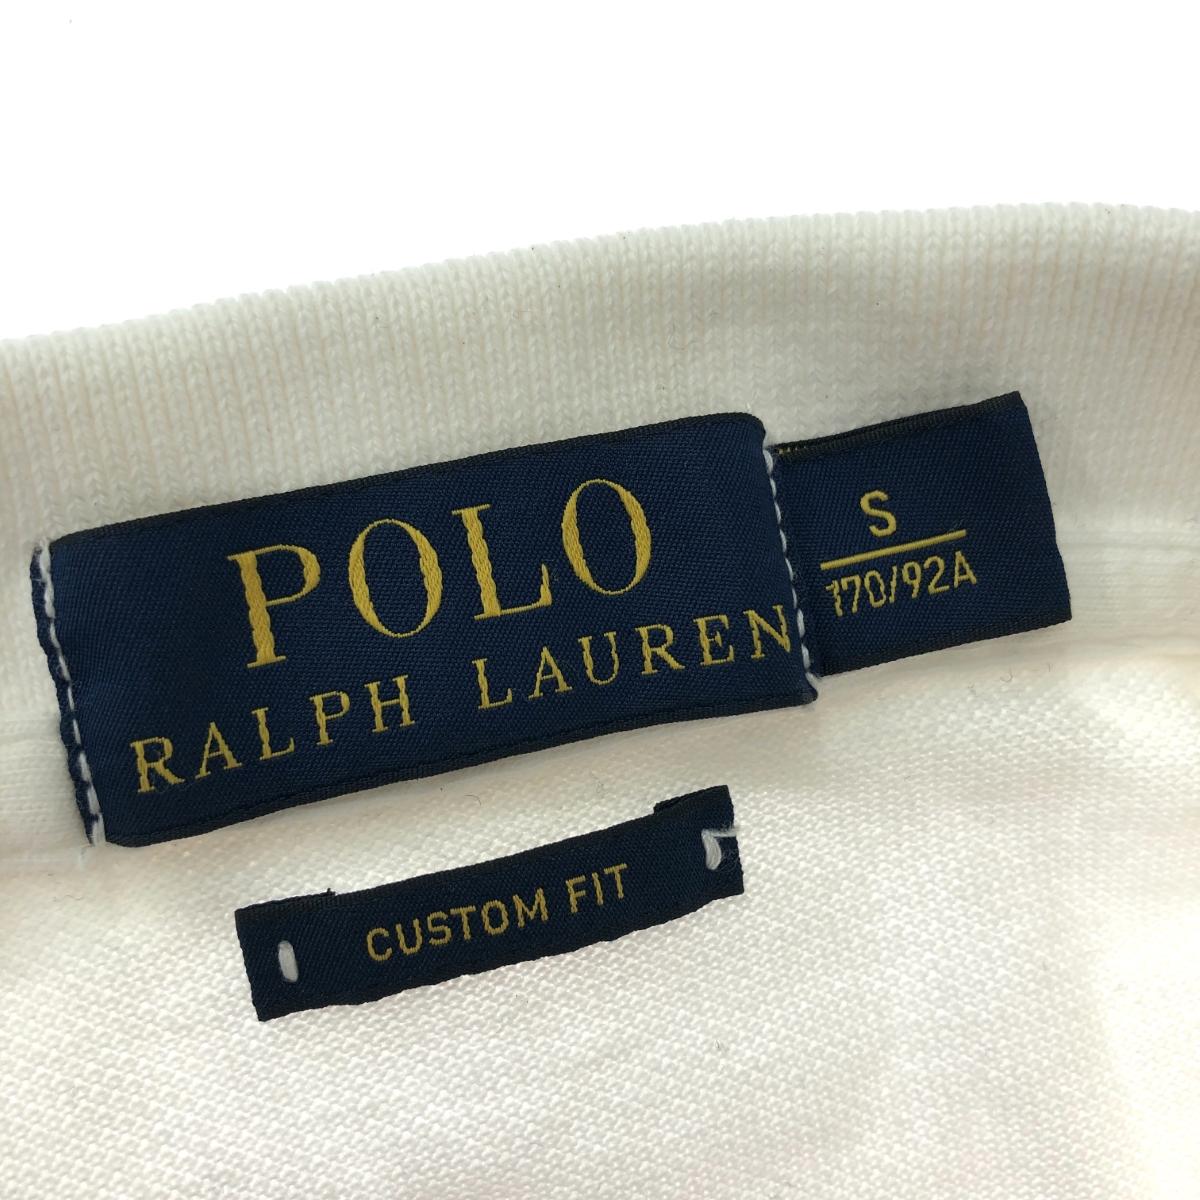 POLO
RALPH LAUREN
S
170/92A
CUSTOM FIT